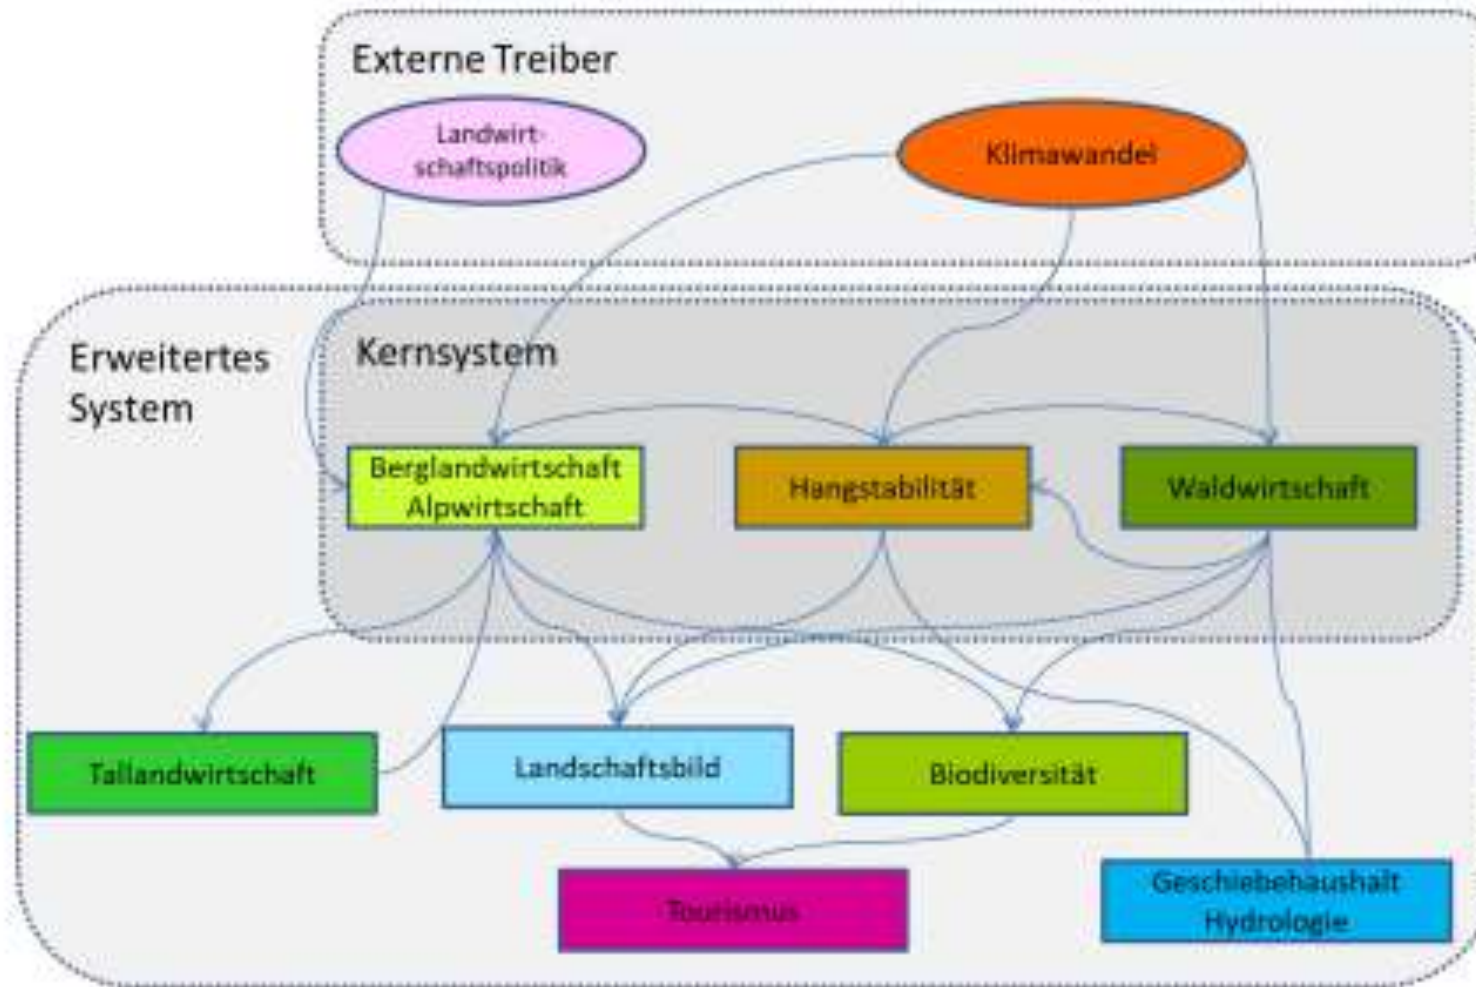 Externe Treiber
Landwirt-
schaftspolitik
Klimawandel
Erweitertes
System
Kernsystem
Berglandwirtschaft
Alpwirtschaft
Hangstabilität
Waldwirtschaft
Tallandwirtschaft
Landschaftsbild
Biodiversität
Tourismus
Geschiebehaushalt
Hydrologie